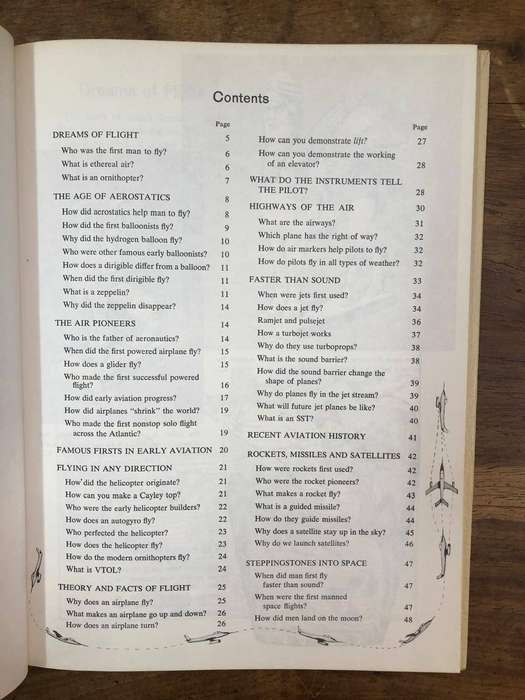 Contents
Page
DREAMS OF FLIGHT 5
Who was the first man to fly? 6
What is ethereal air? 6
What is an ornithopter? 7
THE AGE OF AEROSTATICS 8
How did aerostatics help man to fly? 8
How did the first balloonists fly? 9
Why did the hydrogen balloon fly? 10
Who were other famous early balloonists? 10
How does a dirigible differ from a balloon? 11
When did the first dirigible fly? 11
What is a zeppelin? 11
Why did the zeppelin disappear? 14
THE AIR PIONEERS 14
Who is the father of aeronautics? 14
When did the first powered airplane fly? 15
How does a glider fly? 15
Who made the first successful powered
flight? 16
How did early aviation progress? 17
How did airplanes "shrink" the world? 19
Who made the first nonstop solo flight
across the Atlantic? 19
FAMOUS FIRSTS IN EARLY AVIATION 20
FLYING IN ANY DIRECTION 21
How did the helicopter originate? 21
How can you make a Cayley top? 21
Who were the early helicopter builders? 22
How does an autogyro fly? 22
Who perfected the helicopter? 23
How does the helicopter fly? 23
How do the modern ornithopters fly? 24
What is VTOL? 24
THEORY AND FACTS OF FLIGHT 25
Why does an airplane fly? 25
What makes an airplane go up and down? 26
How does an airplane turn? 26
Page
How can you demonstrate lift? 27
How can you demonstrate the working
of an elevator? 28
WHAT DO THE INSTRUMENTS TELL
THE PILOT? 28
HIGHWAYS OF THE AIR 30
What are the airways? 31
Which plane has the right of way? 32
How do air markers help pilots to fly? 32
How do pilots fly in all types of weather? 32
FASTER THAN SOUND 33
When were jets first used? 34
How does a jet fly? 34
Ramjet and pulsejet 36
How a turbojet works 37
Why do they use turboprops? 38
What is the sound barrier? 38
How did the sound barrier change the
shape of planes? 39
Why do planes fly in the jet stream? 39
What will future jet planes be like? 40
What is an SST? 40
RECENT AVIATION HISTORY 41
ROCKETS, MISSILES AND SATELLITES 42
How were rockets first used? 42
Who were the rocket pioneers? 42
What makes a rocket fly? 43
What is a guided missile? 44
How do they guide missiles? 44
Why does a satellite stay up in the sky? 45
Why do we launch satellites? 46
STEPPINGSTONES INTO SPACE 47
When did man first fly
faster than sound? 47
When were the first manned
space flights? 47
How did men land on the moon? 48